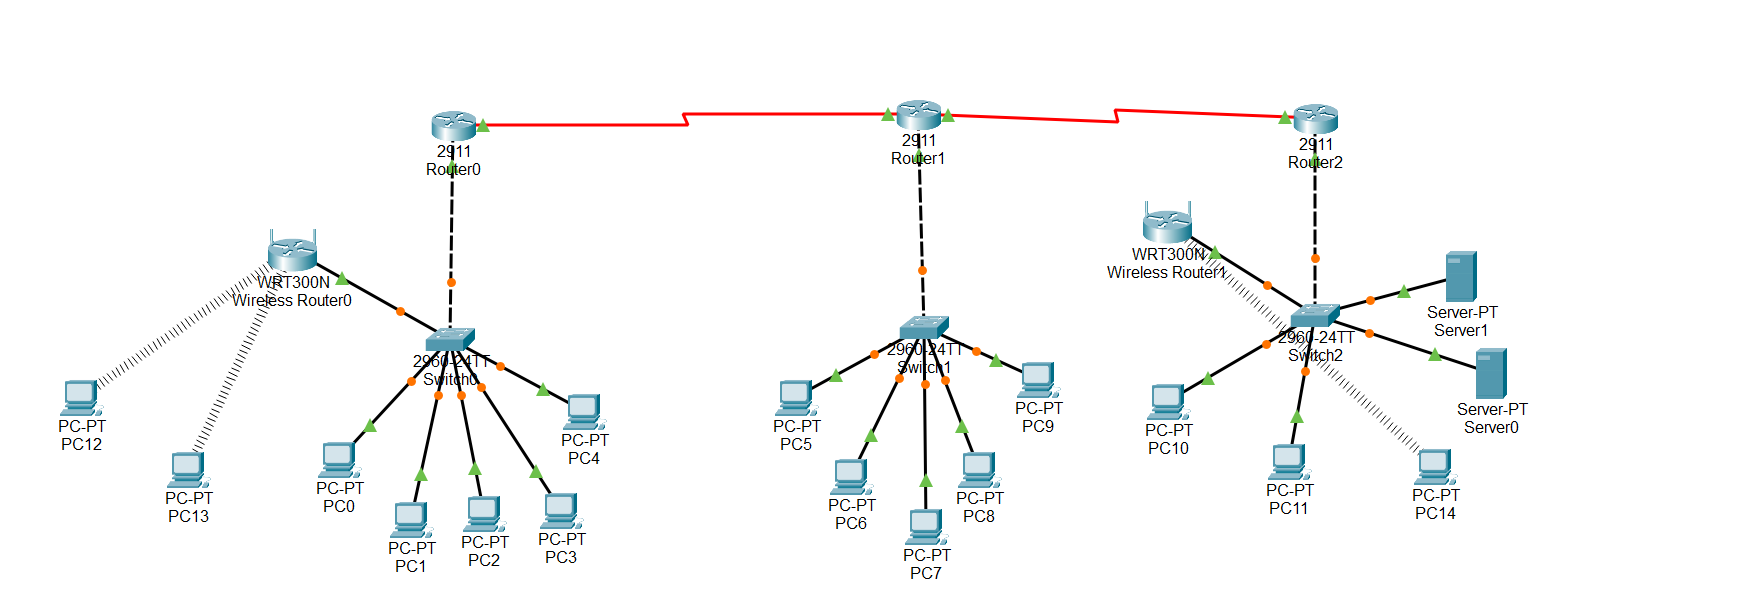 2911
Router0
2911
Router1
2911
Router2
WRT300N
Wireless Router0
WRT300N
Wireless Router1
2960-24TT
Switch0
2960-24TT
Switch1
2960-24TT
Switch2
Server-PT
Server1
Server-PT
Server0
PC-PT
PC12
PC-PT
PC13
PC-PT
PC0
PC-PT
PC1
PC-PT
PC2
PC-PT
PC3
PC-PT
PC4
PC-PT
PC5
PC-PT
PC6
PC-PT
PC7
PC-PT
PC8
PC-PT
PC9
PC-PT
PC10
PC-PT
PC11
PC-PT
PC14